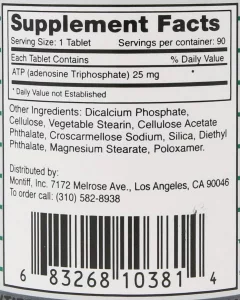 Supplement Facts
Serving Size: 1 Tablet Servings per container: 90
Each Tablet Contains % Daily Value
ATP (adenosine Triphosphate) 25 mg *
* Daily Value not Established
Other Ingredients: Dicalcium Phosphate,
Cellulose, Vegetable Stearin, Cellulose Acetate
Phthalate, Croscarmellose Sodium, Silica, Diethyl
Phthalate, Magnesium Stearate, Poloxamer.
Distributed by:
Montiff, Inc. 7172 Melrose Ave., Los Angeles, CA 90046
To order call: (310) 582-8938
6 83268 10381 4